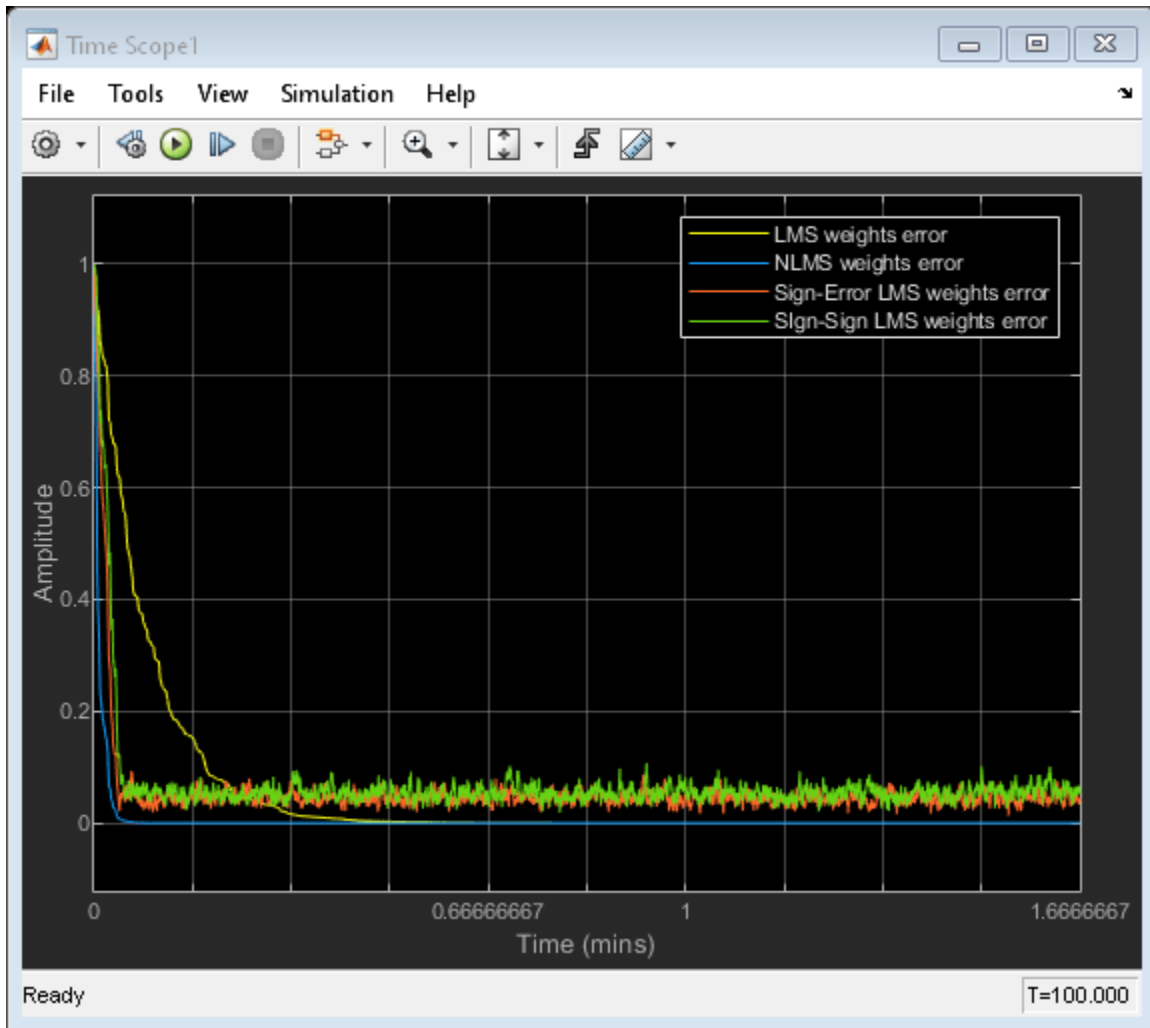 Time Scope1
File Tools View Simulation Help
LMS weights error
NLMS weights error
Sign-Error LMS weights error
SIgn-Sign LMS weights error
1
0.8
0.6
0.4
0.2
0
Amplitude
0 0.66666667 1 1.6666667
Time (mins)
Ready T=100.000